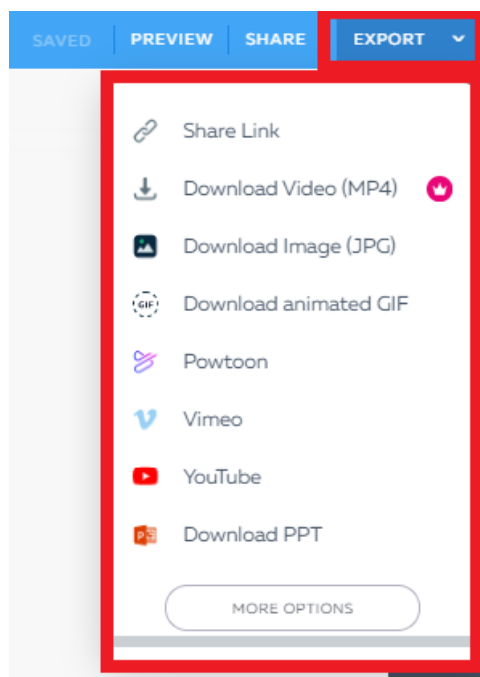 SAVED PREVIEW SHARE EXPORT
Share Link
Download Video (MP4)
Download Image (JPG)
GIF Download animated GIF
Powtoon
Vimeo
YouTube
Download PPT
MORE OPTIONS